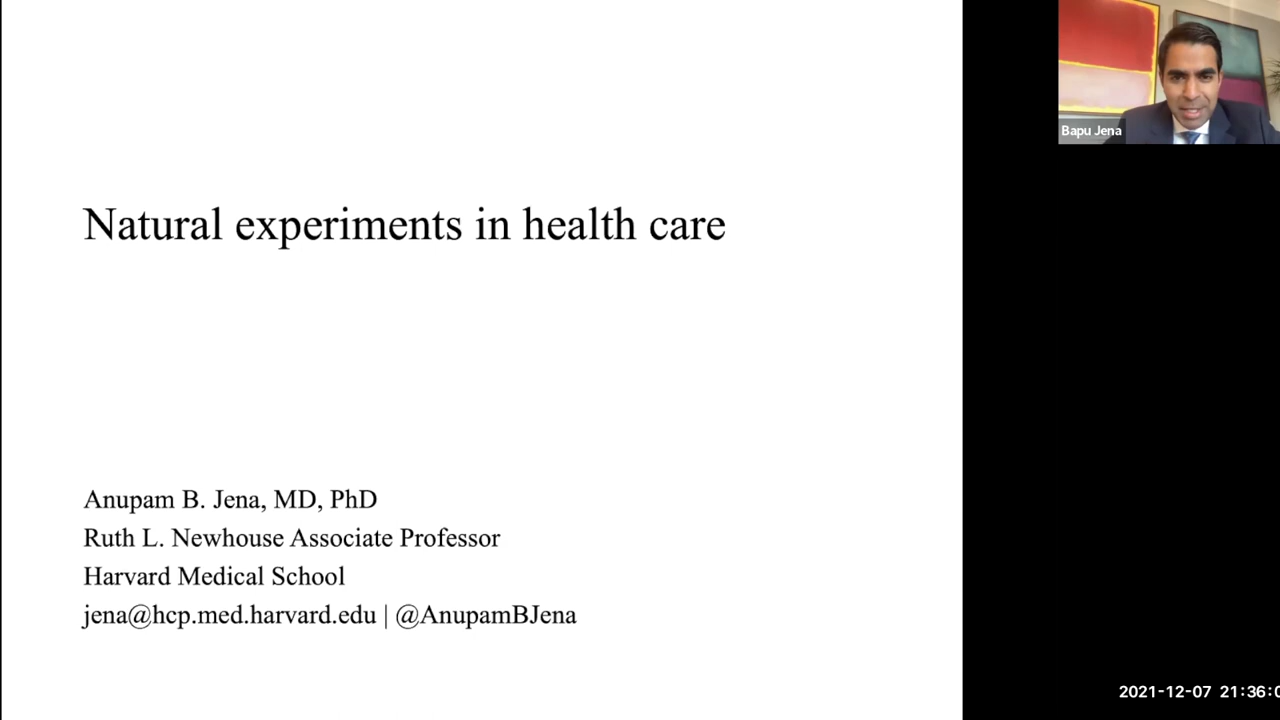 Natural experiments in health care
Anupam B. Jena, MD, PhD
Ruth L. Newhouse Associate Professor
Harvard Medical School
jena@hcp.med.harvard.edu | @AnupamBJena
Bapu Jena
2021-12-07 21:36:0